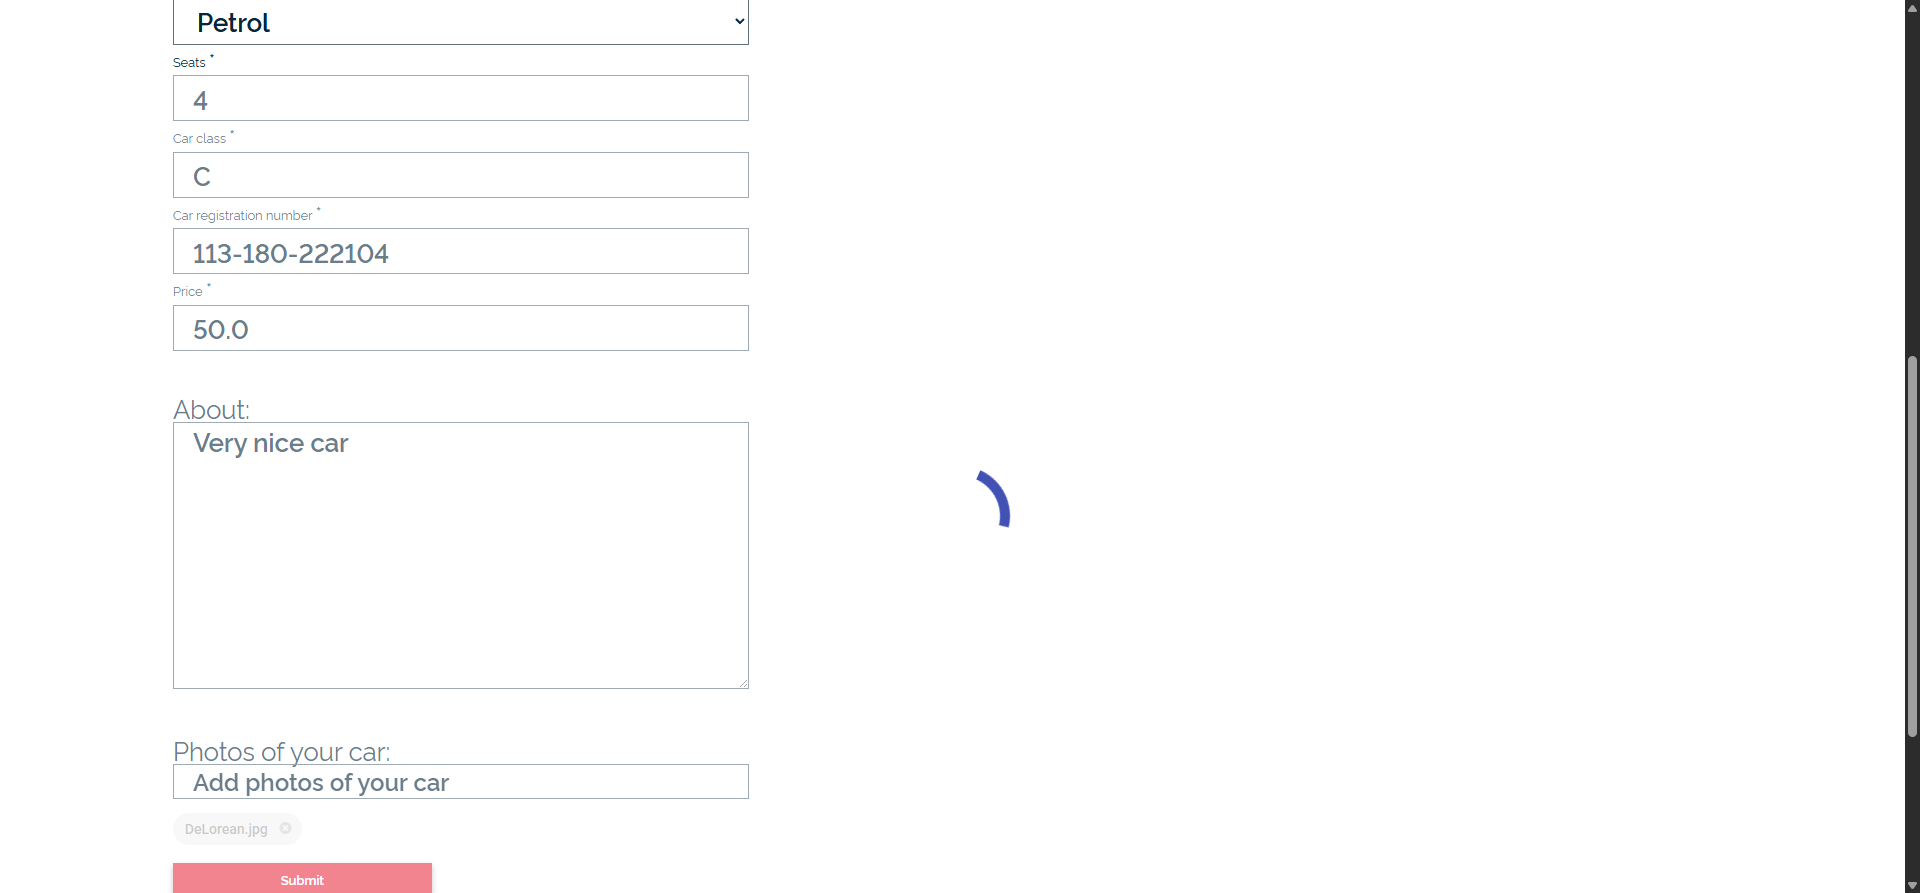 Petrol
Seats *
4
Car class *
C
Car registration number *
113-180-222104
Price *
50.0
About:
Very nice car
Photos of your car:
Add photos of your car
DeLorean.jpg
Submit